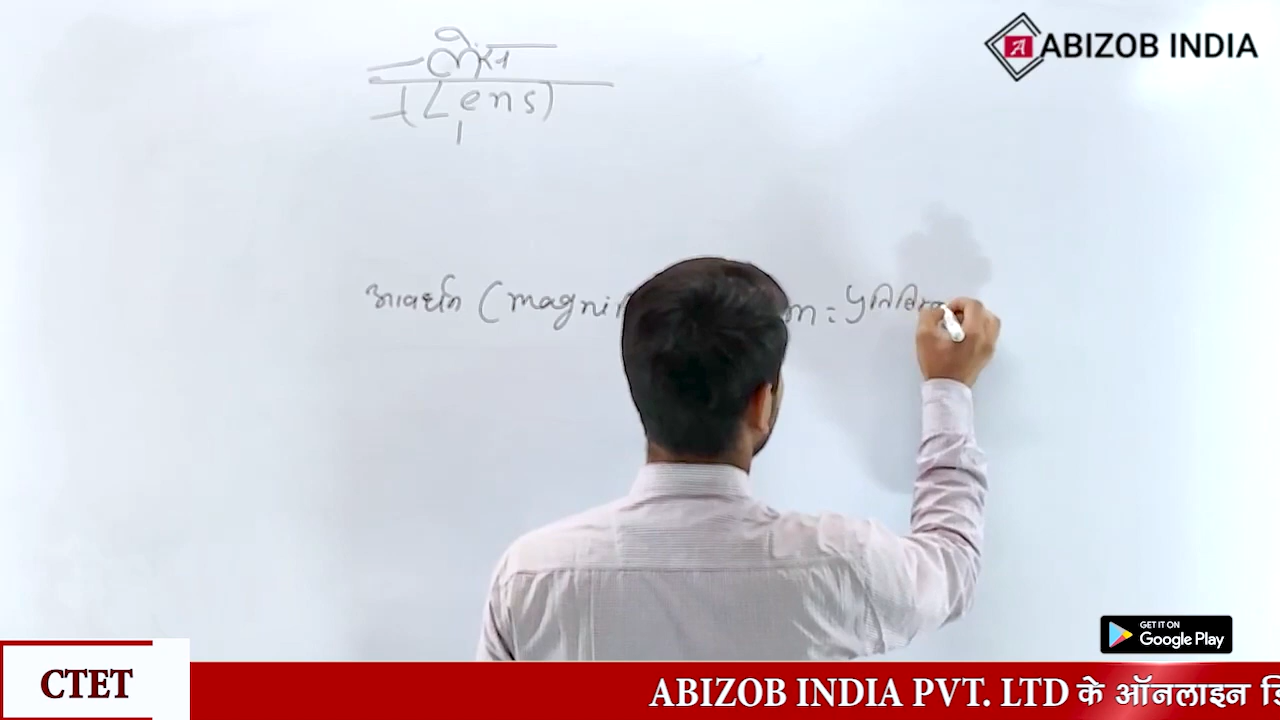 लेंस
(Lens)
ABIZOB INDIA
आवर्धन (magni m = प्रतिबिम्ब
GET IT ON
Google Play
CTET
ABIZOB INDIA PVT. LTD के ऑनलाइन